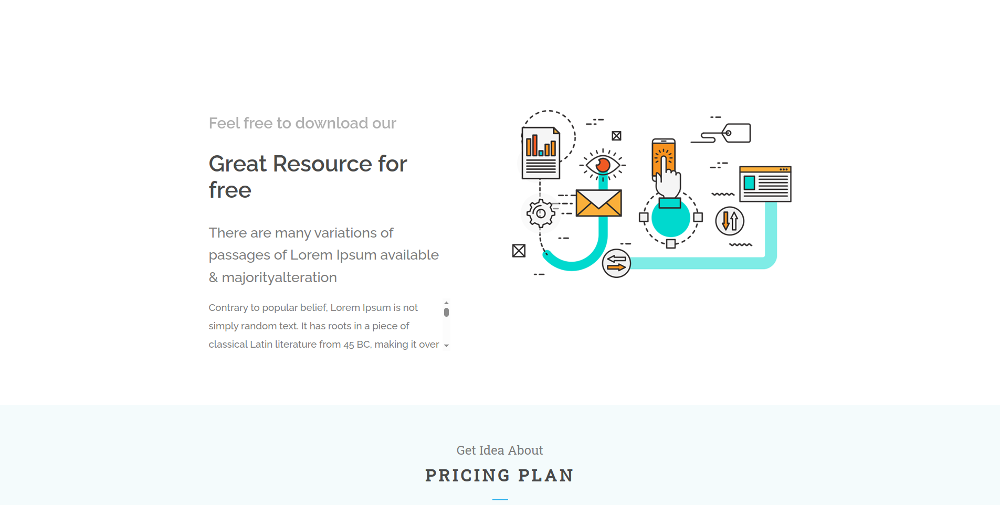 Feel free to download our
Great Resource for
free
There are many variations of
passages of Lorem Ipsum available
& majorityalteration
Contrary to popular belief, Lorem Ipsum is not
simply random text. It has roots in a piece of
classical Latin literature from 45 BC, making it over
Get Idea About
PRICING PLAN